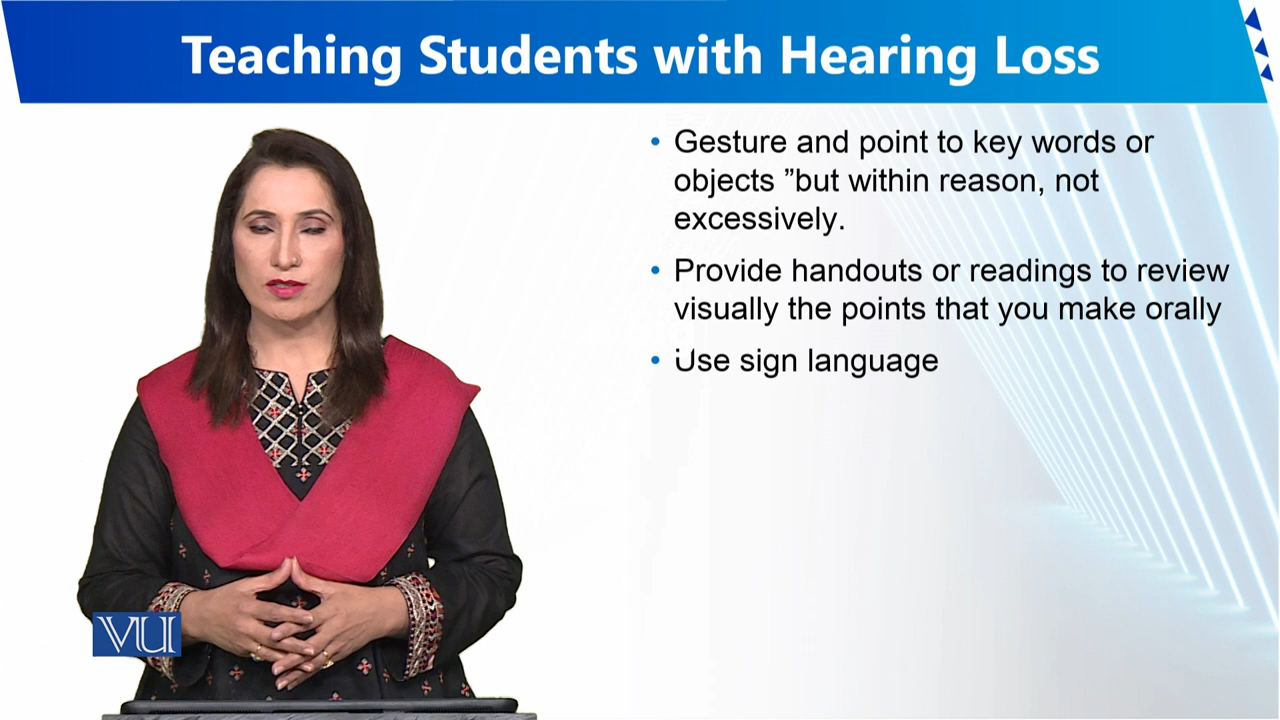 Teaching Students with Hearing Loss
• Gesture and point to key words or
objects ”but within reason, not
excessively.
• Provide handouts or readings to review
visually the points that you make orally
• Use sign language
VU